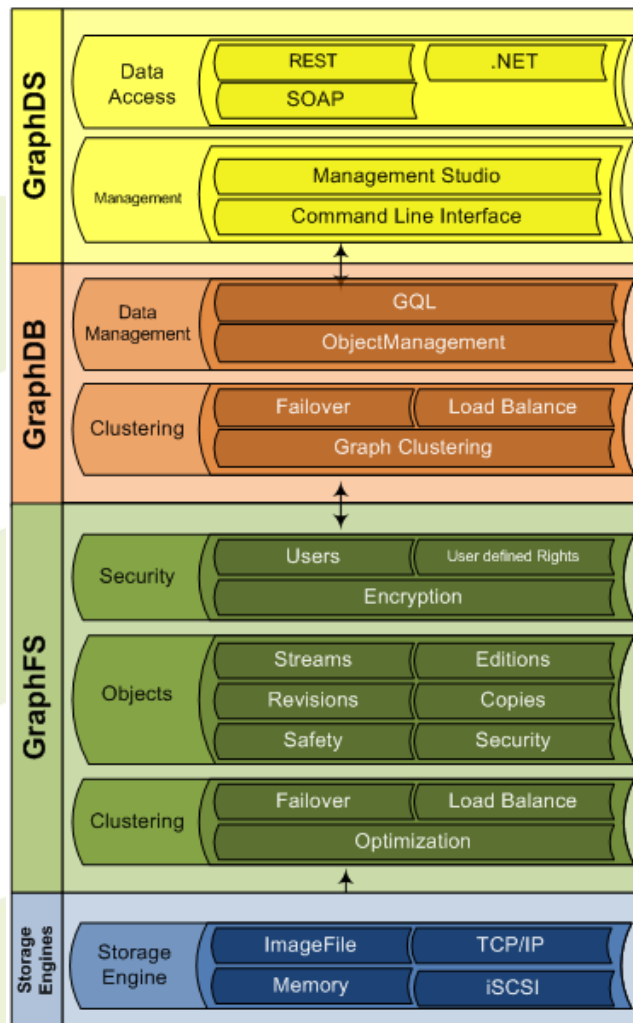 GraphDS
Data
Access
REST
.NET
SOAP
Management
Management Studio
Command Line Interface
GraphDB
Data
Management
GQL
ObjectManagement
Clustering
Failover
Load Balance
Graph Clustering
GraphFS
Security
Users
User defined Rights
Encryption
Objects
Streams
Editions
Revisions
Copies
Safety
Security
Clustering
Failover
Load Balance
Optimization
Storage
Engines
Storage
Engine
ImageFile
TCP/IP
Memory
iSCSI